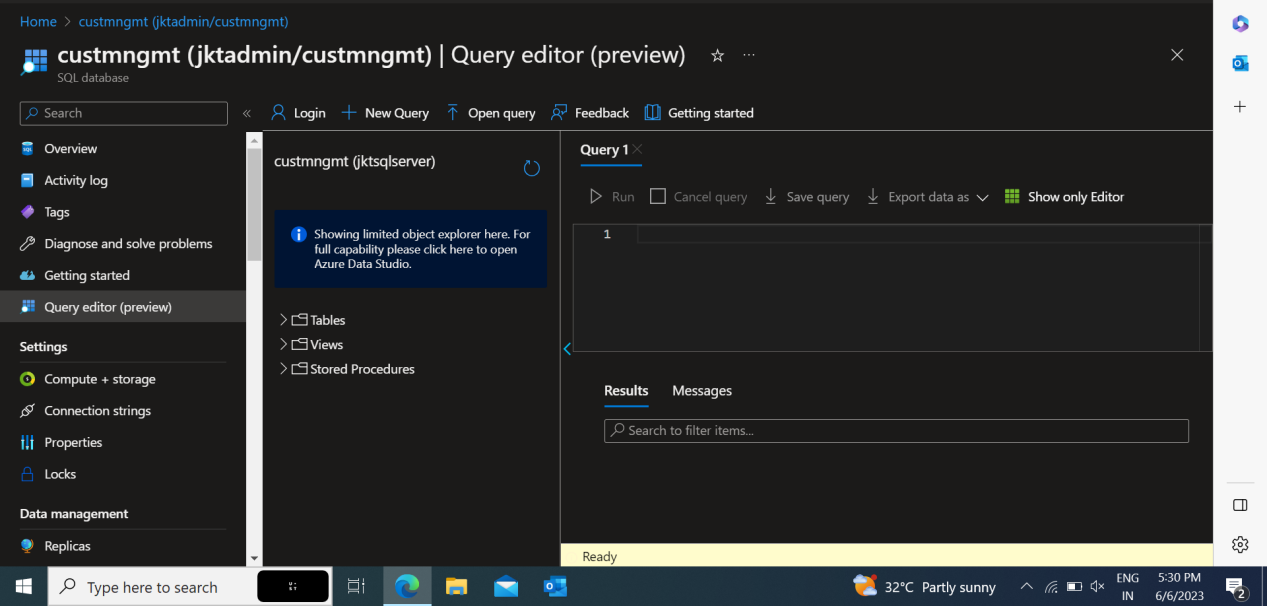 Home > custmngmt (jktadmin/custmngmt)
custmngmt (jktadmin/custmngmt) | Query editor (preview)
SQL database
Search
Login
New Query
Open query
Feedback
Getting started
Overview
Activity log
Tags
Diagnose and solve problems
Getting started
Query editor (preview)
Settings
Compute + storage
Connection strings
Properties
Locks
Data management
Replicas
custmngmt (jktsqlserver)
Showing limited object explorer here. For
full capability please click here to open
Azure Data Studio.
Tables
Views
Stored Procedures
Query 1
Run
Cancel query
Save query
Export data as
Show only Editor
1
Results
Messages
Search to filter items...
Ready
Type here to search
32°C Partly sunny
ENG
IN
5:30 PM
6/6/2023
2